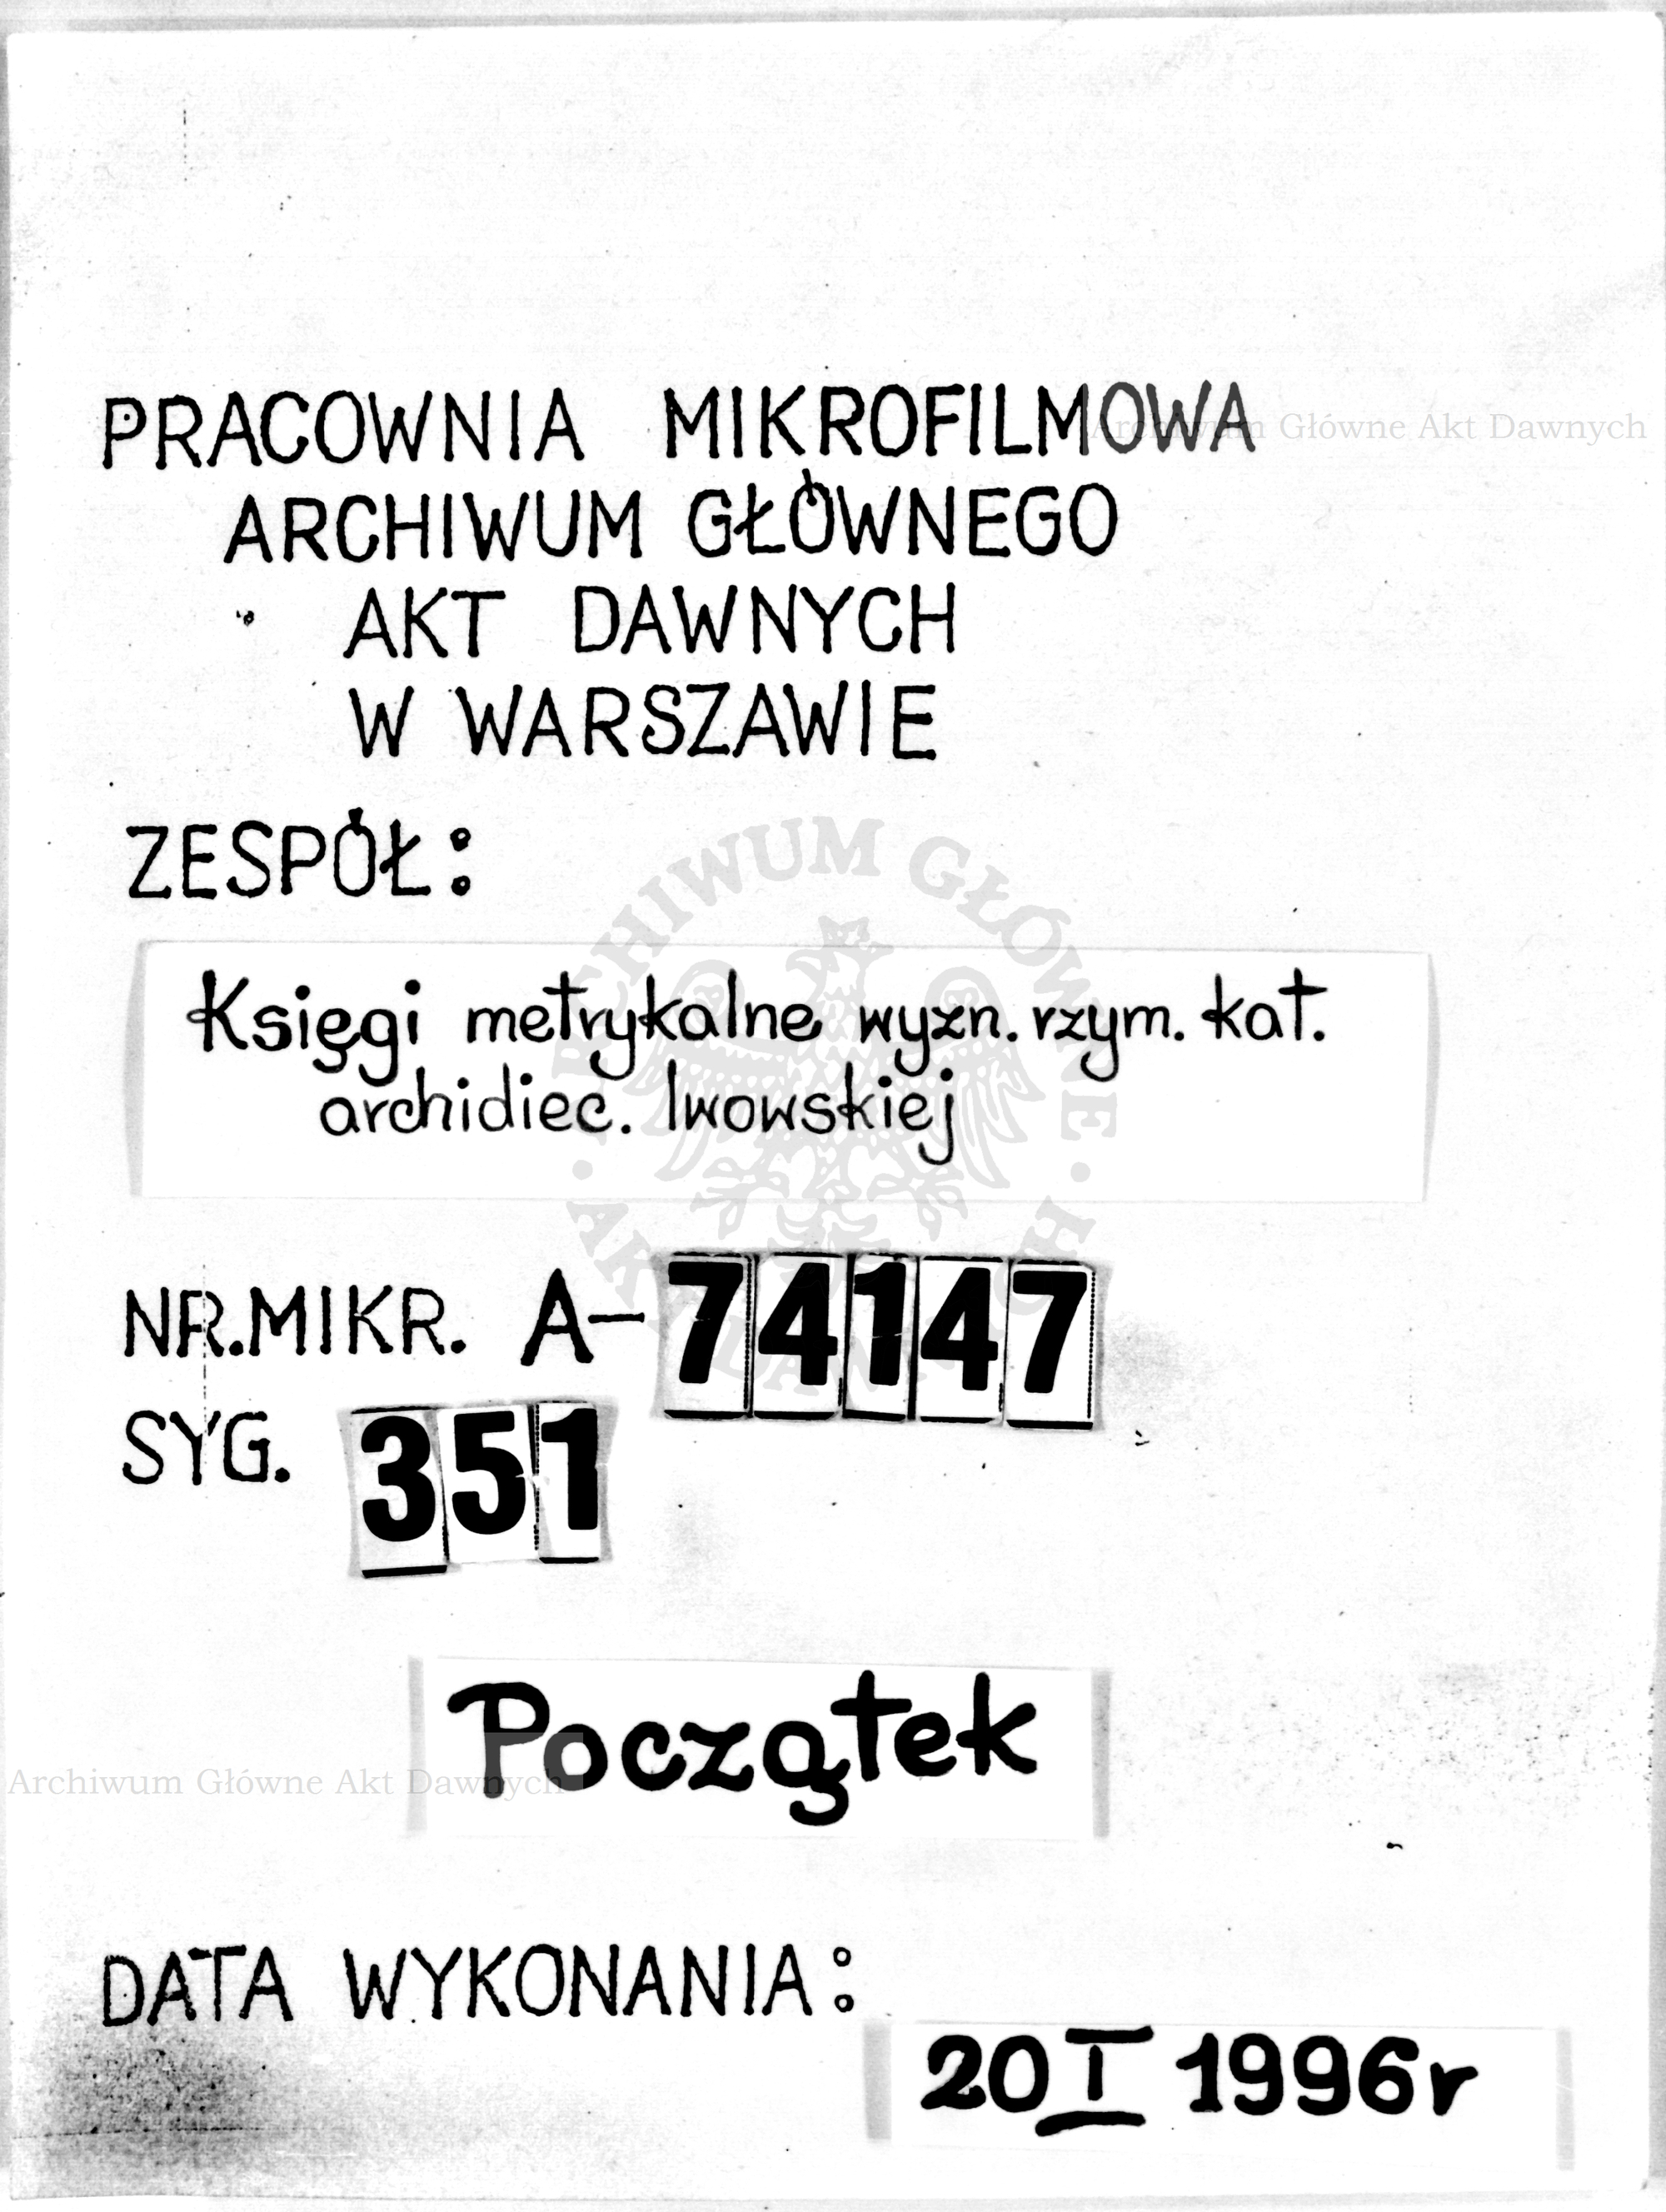 PRACOWNIA MIKROFILMOWA
Archiwum Główne Akt Dawnych
ARCHIWUM GŁÓWNEGO
AKT DAWNYCH
W WARSZAWIE
ZESPÓŁ:
Księgi metrykalne wyzn. rzym. kat.
archidiec. lwowskiej
NR.MIKR. A-74147
SYG. 351
Początek
Archiwum Główne Akt Dawnych
DATA WYKONANIA:
20 I 1996r